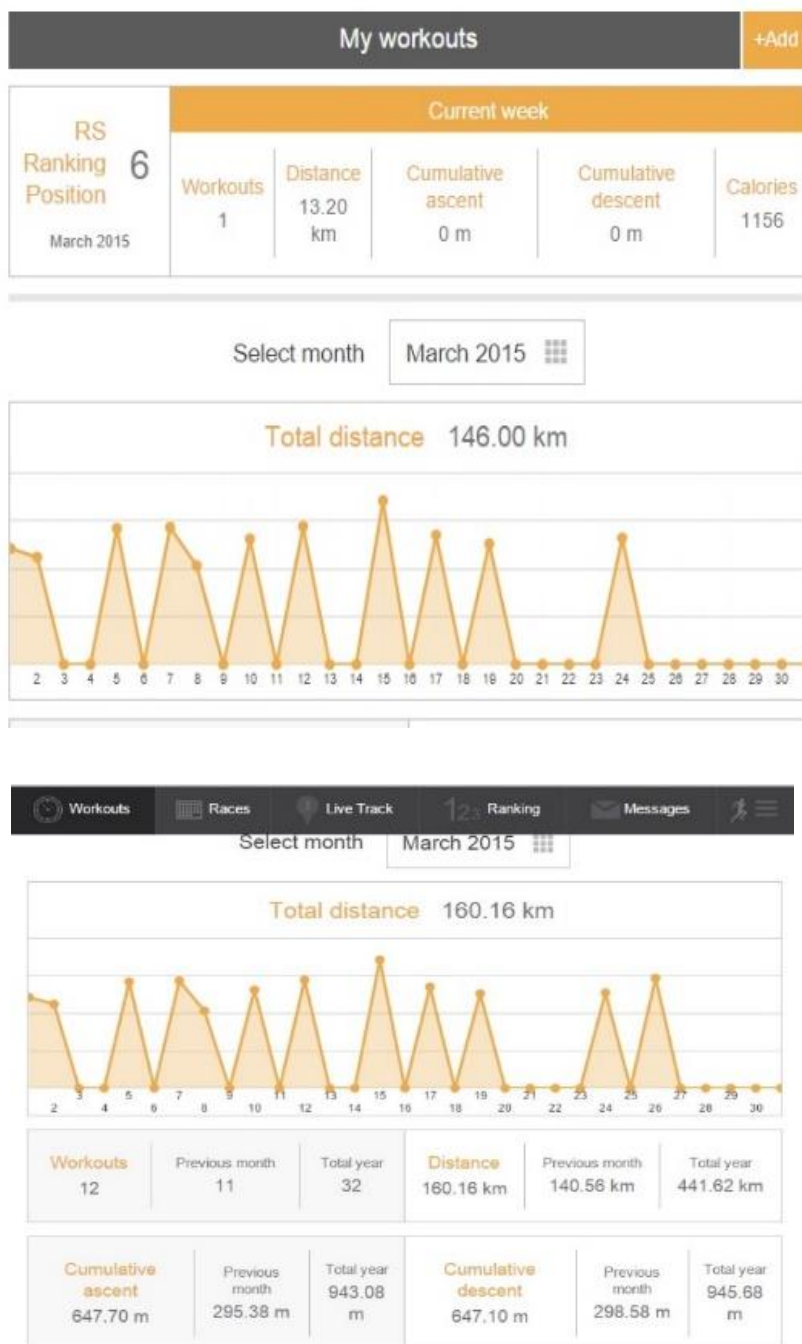 My workouts
+Add
RS
Ranking
Position
6
March 2015
Current week
Workouts
1
Distance
13.20
km
Cumulative
ascent
0 m
Cumulative
descent
0 m
Calories
1156
Select month
March 2015
Total distance 146.00 km
2 3 4 5 6 7 8 9 10 11 12 13 14 15 16 17 18 19 20 21 22 23 24 25 26 27 28 29 30
Workouts Races Live Track 123 Ranking Messages
Select month
March 2015
Total distance 160.16 km
3 5 7 9 11 13 15 17 19 21 23 25 27 29
2 4 6 8 10 12 14 16 18 20 22 24 26 28 30
Workouts
12
Previous month
11
Total year
32
Distance
160.16 km
Previous month
140.56 km
Total year
441.62 km
Cumulative
ascent
647.70 m
Previous
month
295.38 m
Total year
943.08
m
Cumulative
descent
647.10 m
Previous
month
298.58 m
Total year
945.68
m